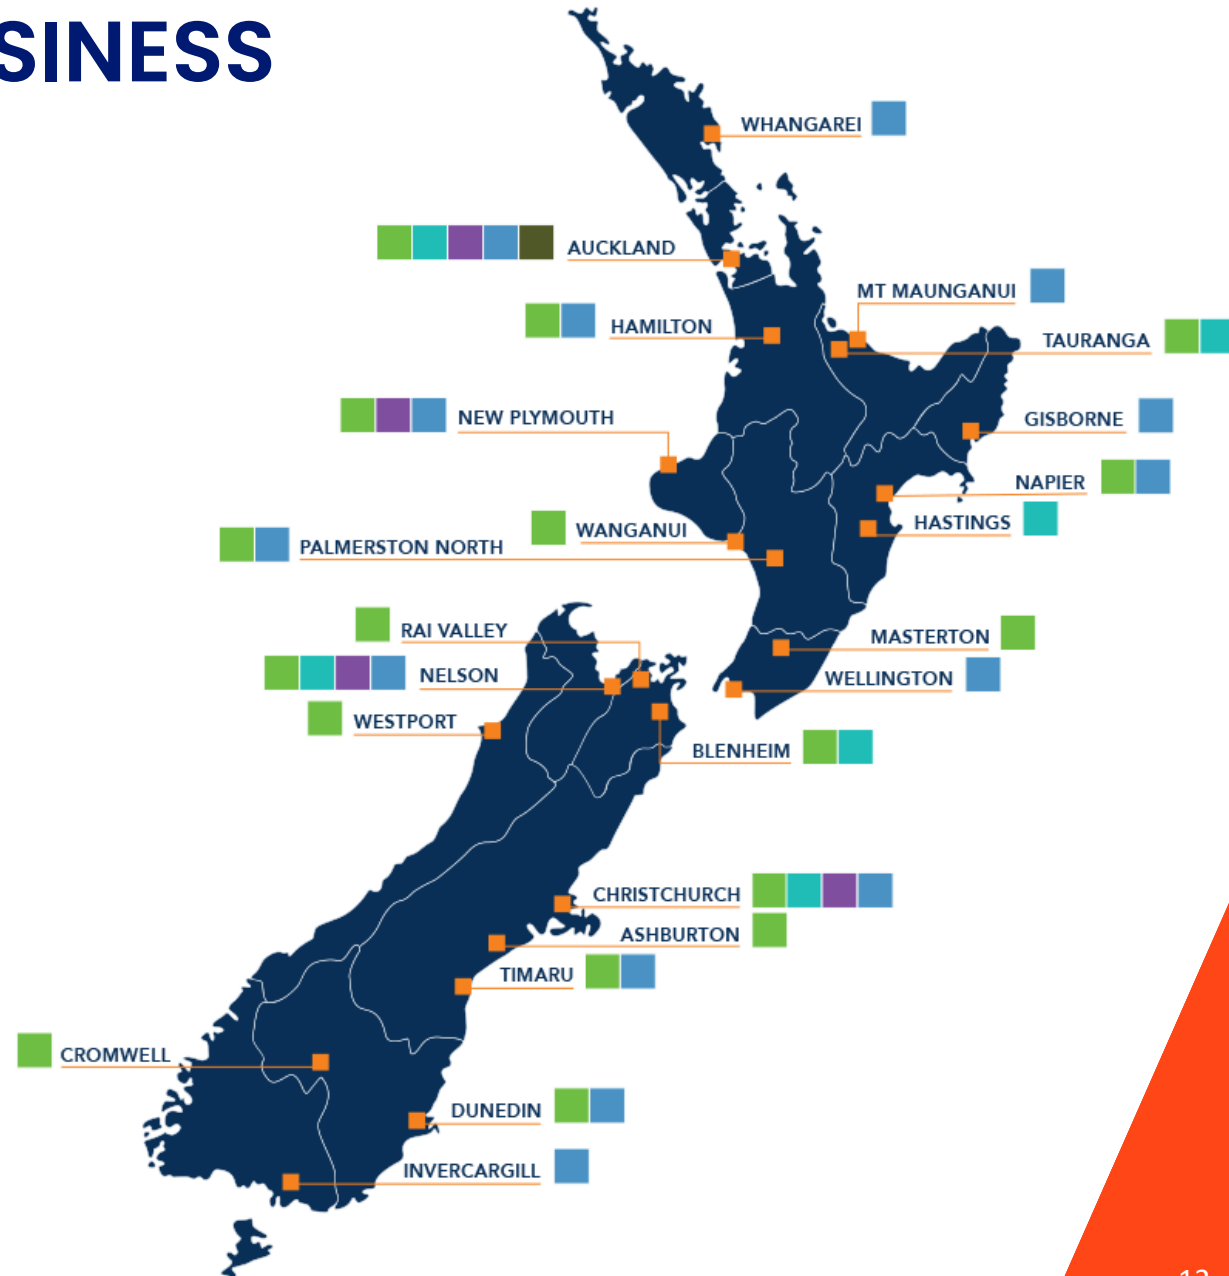 SINESS
WHANGAREI
AUCKLAND
MT MAUNGANUI
HAMILTON
TAURANGA
NEW PLYMOUTH
GISBORNE
NAPIER
HASTINGS
WANGANUI
PALMERSTON NORTH
RAI VALLEY
MASTERTON
NELSON
WELLINGTON
WESTPORT
BLENHEIM
CHRISTCHURCH
ASHBURTON
TIMARU
CROMWELL
DUNEDIN
INVERCARGILL